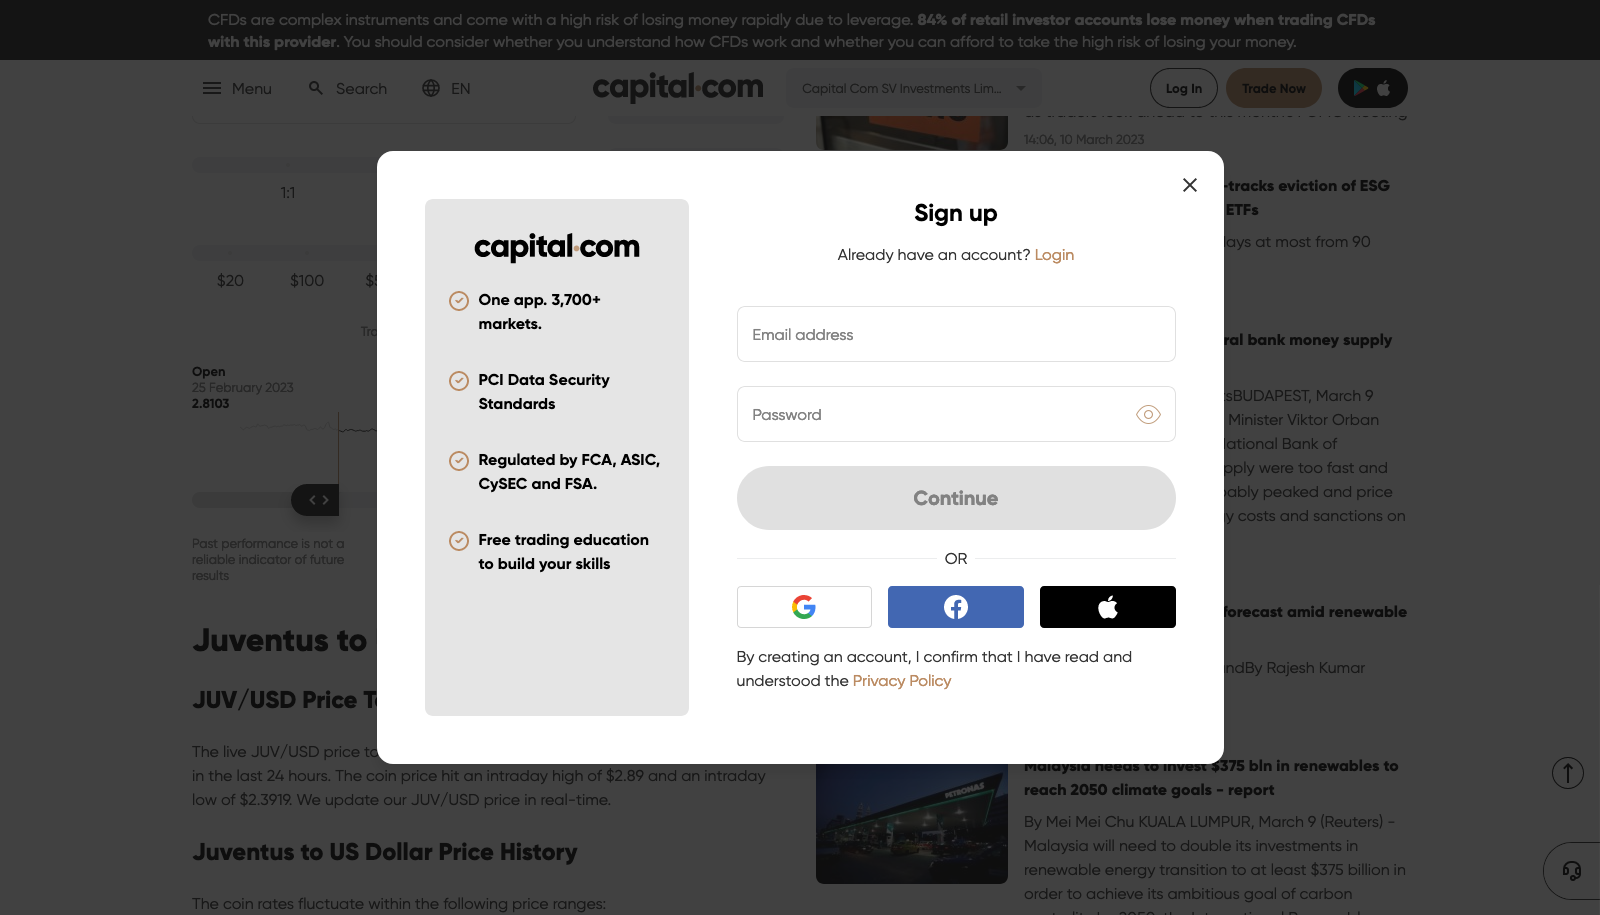 CFDs are complex instruments and come with a high risk of losing money rapidly due to leverage. 84% of retail investor accounts lose money when trading CFDs
with this provider. You should consider whether you understand how CFDs work and whether you can afford to take the high risk of losing your money.
Menu
Search
EN
capital.com
Capital Com SV Investments Lim...
Log In
Trade Now
14:06, 10 March 2023
1:1
$20
$100
Open
25 February 2023
2.8103
Past performance is not a
reliable indicator of future
results
Juventus to
JUV/USD Price
The live JUV/USD price
in the last 24 hours. The coin price hit an intraday high of $2.89 and an intraday
low of $2.3919. We update our JUV/USD price in real-time.
Juventus to US Dollar Price History
The coin rates fluctuate within the following price ranges:
capital.com
One app. 3,700+
markets.
PCI Data Security
Standards
Regulated by FCA, ASIC,
CySEC and FSA.
Free trading education
to build your skills
Sign up
Already have an account? Login
Email address
Password
Continue
OR
By creating an account, I confirm that I have read and
understood the Privacy Policy
-tracks eviction of ESG
ETFs
days at most from 90
bank money supply
BUDAPEST, March 9
Minister Viktor Orban
National Bank of
were too fast and
peaked and price
costs and sanctions on
forecast amid renewable
By Rajesh Kumar
PETRONAS
Malaysia needs to invest $375 bln in renewables to
reach 2050 climate goals - report
By Mei Mei Chu KUALA LUMPUR, March 9 (Reuters) -
Malaysia will need to double its investments in
renewable energy transition to at least $375 billion in
order to achieve its ambitious goal of carbon